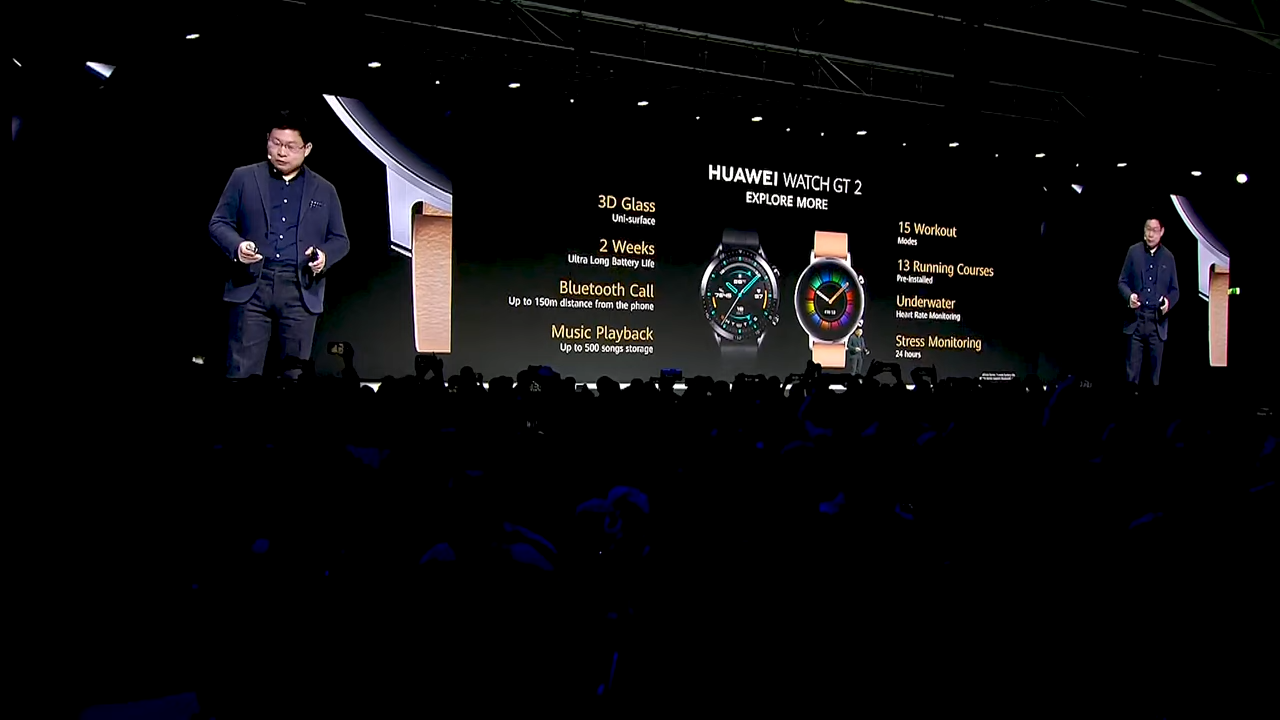 HUAWEI WATCH GT 2
EXPLORE MORE
3D Glass
Uni-surface
2 Weeks
Ultra Long Battery Life
Bluetooth Call
Up to 150m distance from the phone
Music Playback
Up to 500 songs storage
15 Workout
Modes
13 Running Courses
Pre-installed
Underwater
Heart Rate Monitoring
Stress Monitoring
24 hours